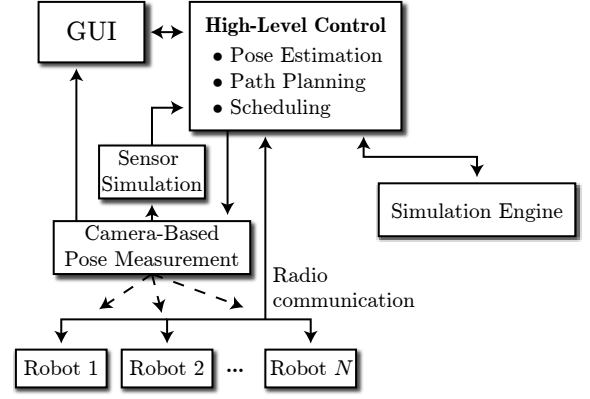 GUI
High-Level Control
• Pose Estimation
• Path Planning
• Scheduling
Sensor
Simulation
Simulation Engine
Camera-Based
Pose Measurement
Radio
communication
Robot 1
Robot 2
...
Robot N